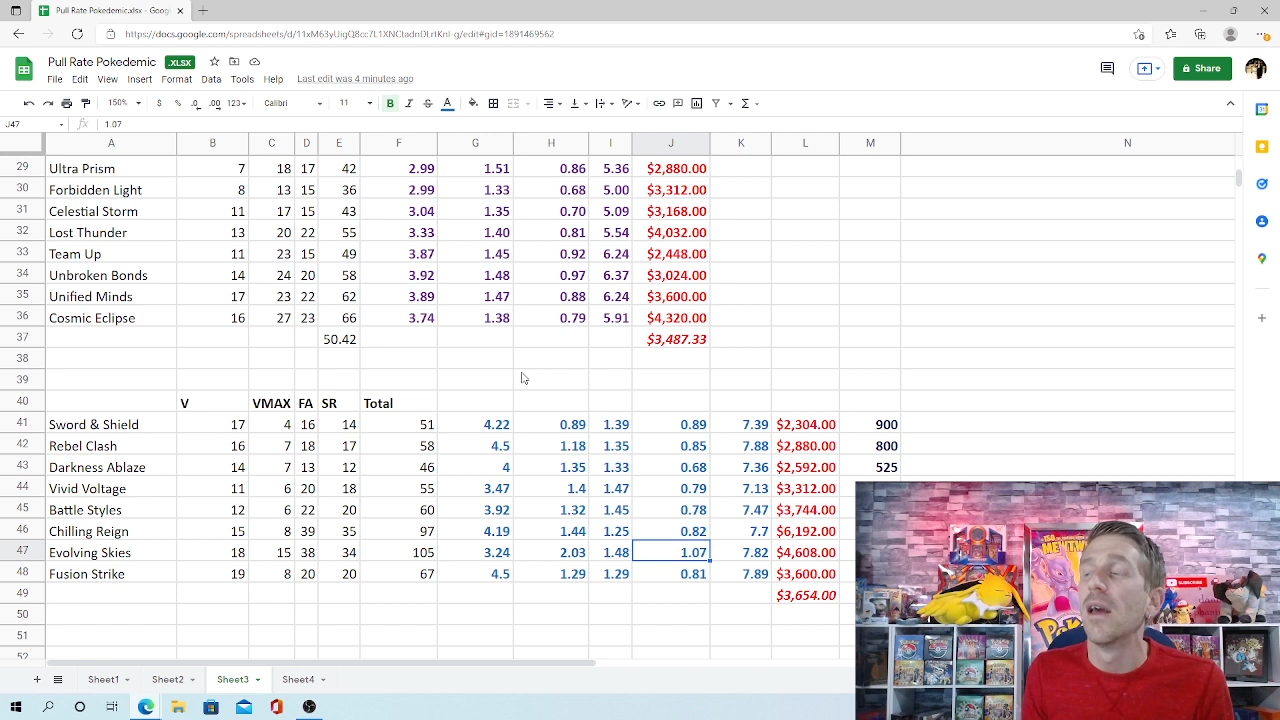 Pull Rate Pokedemic.xlsx - Goog
https://docs.google.com/spreadsheets/d/11xM63yUigQ8cc7L1XNCtadnDLrtKnI-g/edit#gid=1891469562
Pull Rate Pokedemic .XLSX
File Edit View Insert Format Data Tools Help Last edit was 4 minutes ago
Share
150% $ % .0 .00 123 Calibri 11 B I S A
J47 fx 1.07
A B C D E F G H I J K L M N
29 Ultra Prism 7 18 17 42 2.99 1.51 0.86 5.36 $2,880.00
30 Forbidden Light 8 13 15 36 2.99 1.33 0.68 5.00 $3,312.00
31 Celestial Storm 11 17 15 43 3.04 1.35 0.70 5.09 $3,168.00
32 Lost Thunder 13 20 22 55 3.33 1.40 0.81 5.54 $4,032.00
33 Team Up 11 23 15 49 3.87 1.45 0.92 6.24 $2,448.00
34 Unbroken Bonds 14 24 20 58 3.92 1.48 0.97 6.37 $3,024.00
35 Unified Minds 17 23 22 62 3.89 1.47 0.88 6.24 $3,600.00
36 Cosmic Eclipse 16 27 23 66 3.74 1.38 0.79 5.91 $4,320.00
37 50.42 $3,487.33
38
39
40 V VMAX FA SR Total
41 Sword & Shield 17 4 16 14 51 4.22 0.89 1.39 0.89 7.39 $2,304.00 900
42 Rebel Clash 16 7 18 17 58 4.5 1.18 1.35 0.85 7.88 $2,880.00 800
43 Darkness Ablaze 14 7 13 12 46 4 1.35 1.33 0.68 7.36 $2,592.00 525
44 Vivid Voltage 11 6 20 18 55 3.47 1.4 1.47 0.79 7.13 $3,312.00
45 Battle Styles 12 6 22 20 60 3.92 1.32 1.45 0.78 7.47 $3,744.00
46 Chilling Reign 15 8 39 35 97 4.19 1.44 1.25 0.82 7.7 $6,192.00
47 Evolving Skies 18 15 38 34 105 3.24 2.03 1.48 1.07 7.82 $4,608.00
48 Fusion Strike 19 8 20 20 67 4.5 1.29 1.29 0.81 7.89 $3,600.00
49 $3,654.00
50
51
52
Sheet1 Sheet2 Sheet3 Sheet4
SUBSCRIBE